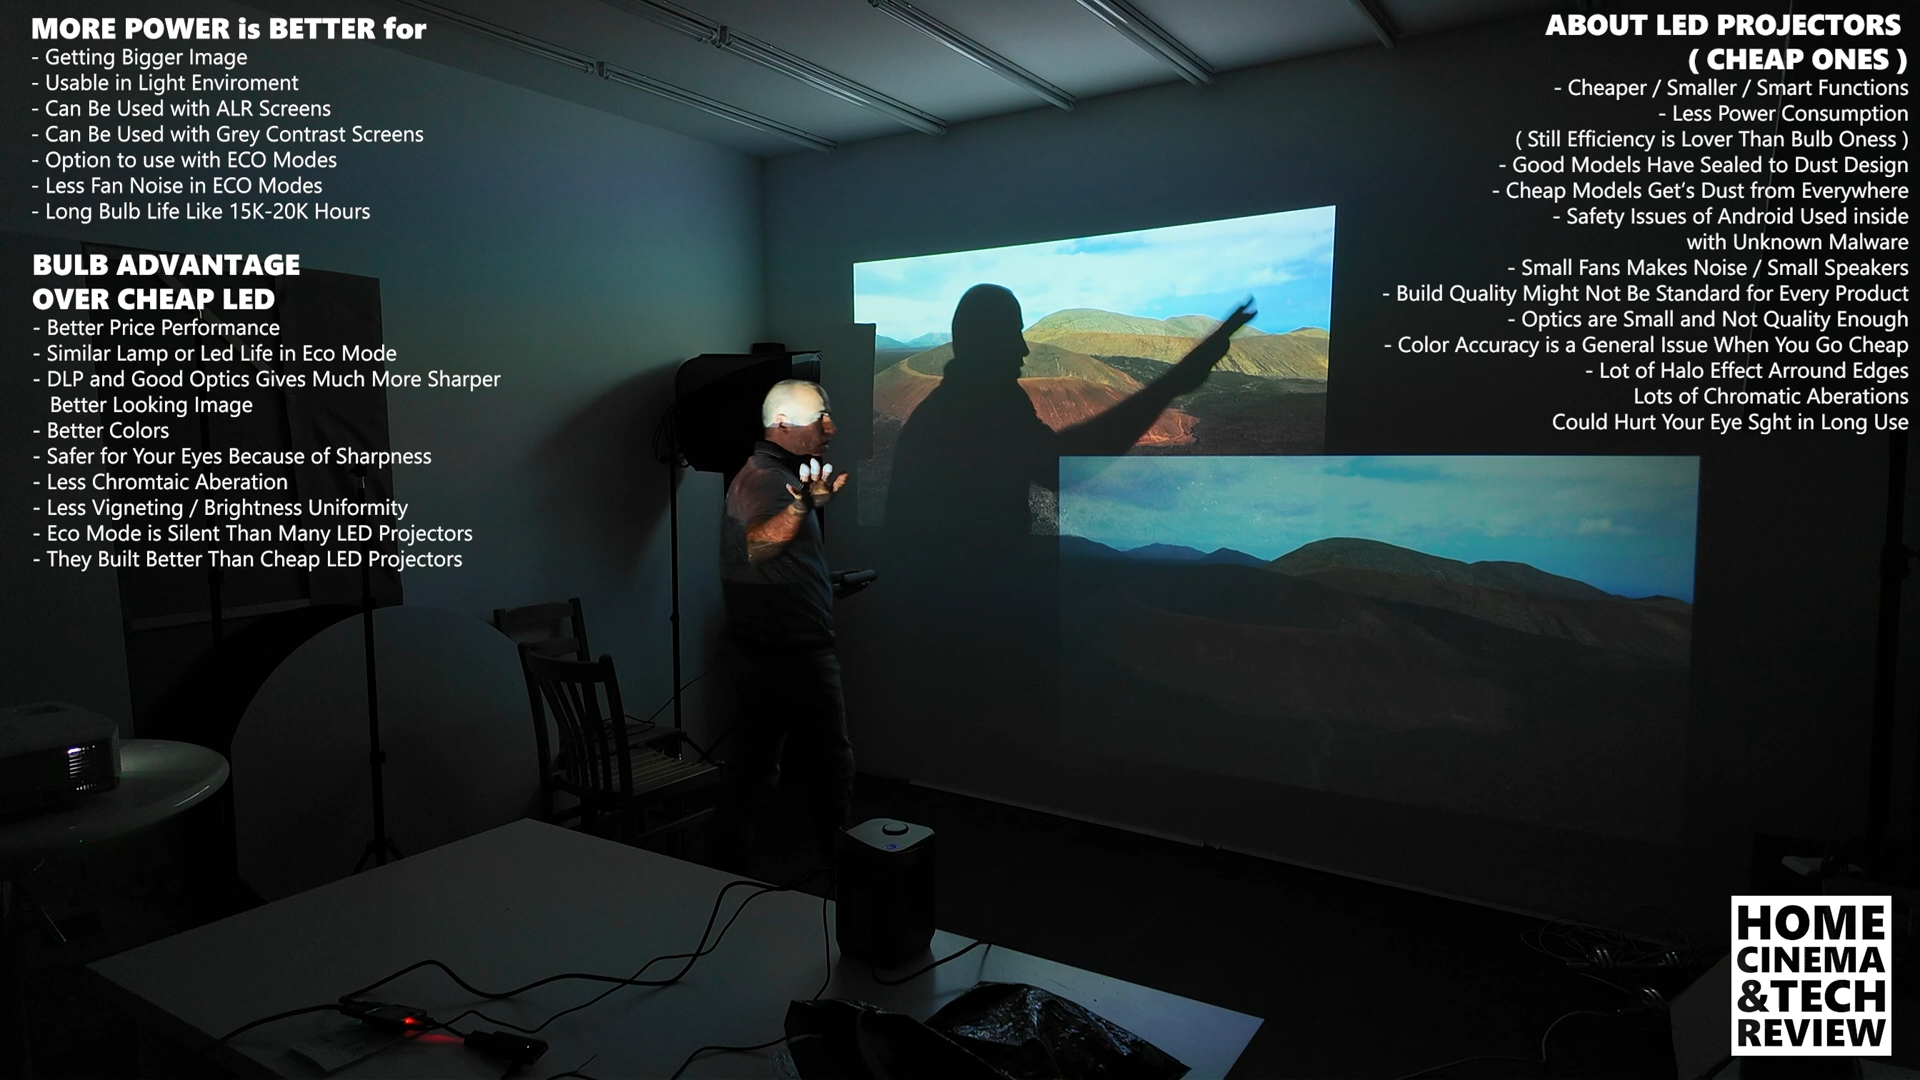 MORE POWER is BETTER for
- Getting Bigger Image
- Usable in Light Enviroment
- Can Be Used with ALR Screens
- Can Be Used with Grey Contrast Screens
- Option to use with ECO Modes
- Less Fan Noise in ECO Modes
- Long Bulb Life Like 15K-20K Hours
BULB ADVANTAGE
OVER CHEAP LED
- Better Price Performance
- Similar Lamp or Led Life in Eco Mode
- DLP and Good Optics Gives Much More Sharper
Better Looking Image
- Better Colors
- Safer for Your Eyes Because of Sharpness
- Less Chromtaic Aberation
- Less Vigneting / Brightness Uniformity
- Eco Mode is Silent Than Many LED Projectors
- They Built Better Than Cheap LED Projectors
ABOUT LED PROJECTORS
( CHEAP ONES )
- Cheaper / Smaller / Smart Functions
- Less Power Consumption
( Still Efficiency is Lover Than Bulb Oness )
- Good Models Have Sealed to Dust Design
- Cheap Models Get's Dust from Everywhere
- Safety Issues of Android Used inside
with Unknown Malware
- Small Fans Makes Noise / Small Speakers
- Build Quality Might Not Be Standard for Every Product
- Optics are Small and Not Quality Enough
- Color Accuracy is a General Issue When You Go Cheap
- Lot of Halo Effect Arround Edges
Lots of Chromatic Aberations
Could Hurt Your Eye Sght in Long Use
HOME
CINEMA
&TECH
REVIEW